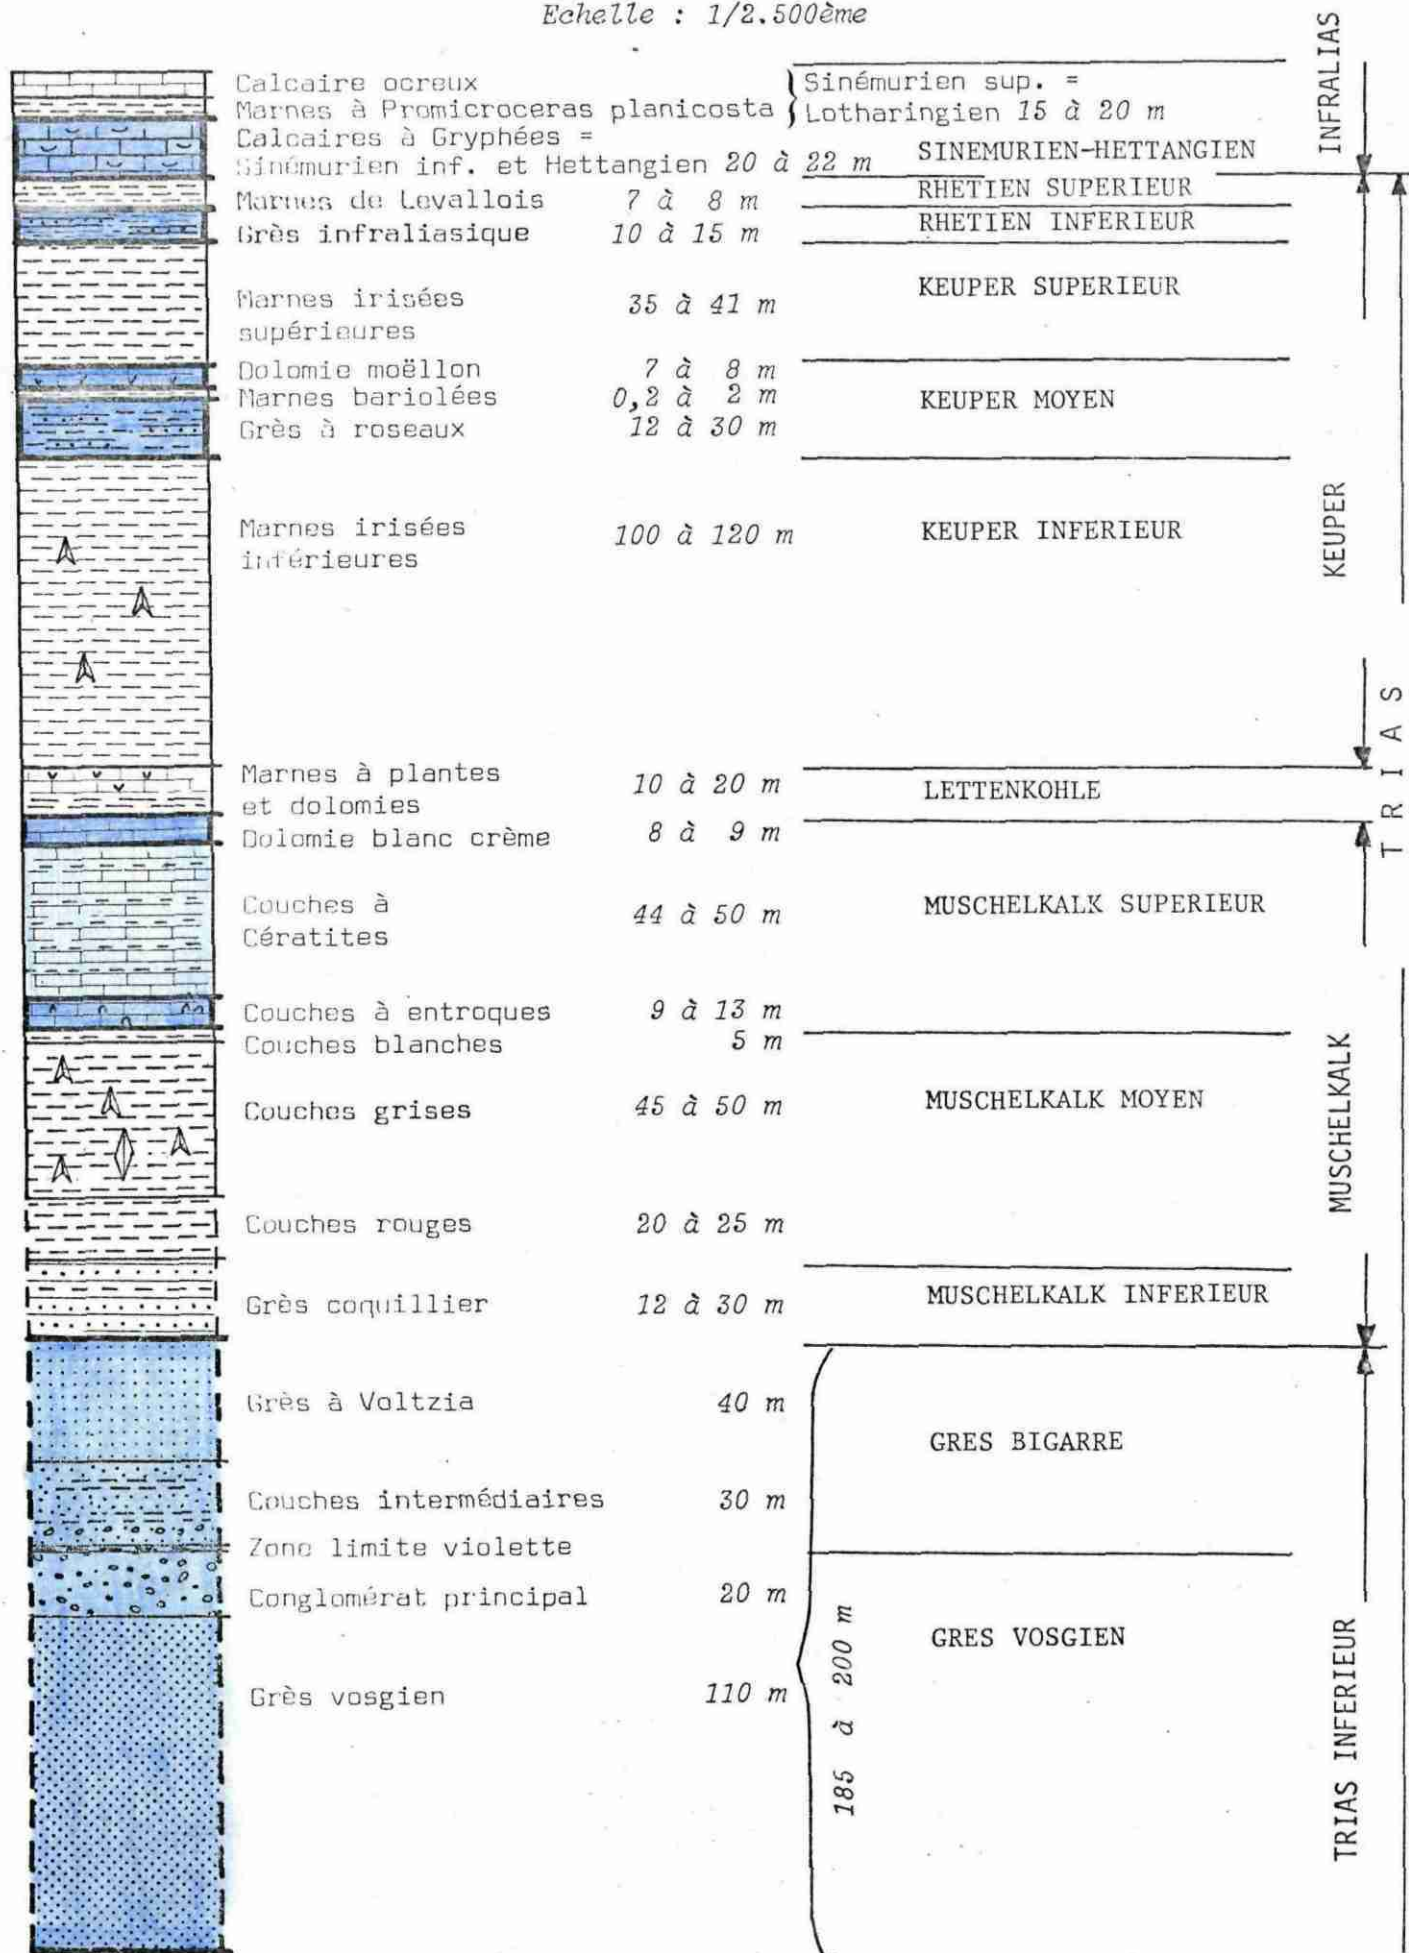 Echelle : 1/2.500ème
INFRALIAS
Calcaire ocreux
Marnes à Promicroceras planicosta
Sinémurien sup. =
Lotharingien 15 à 20 m
Calcaires à Gryphées =
Sinémurien inf. et Hettangien 20 à 22 m
SINEMURIEN-HETTANGIEN
Marnes de Levallois 7 à 8 m RHETIEN SUPERIEUR
Grès infraliasique 10 à 15 m RHETIEN INFERIEUR
Marnes irisées
supérieures
35 à 41 m KEUPER SUPERIEUR
Dolomie moëllon 7 à 8 m
Marnes bariolées 0,2 à 2 m KEUPER MOYEN
Grès à roseaux 12 à 30 m
Marnes irisées
inférieures
100 à 120 m KEUPER INFERIEUR
KEUPER
TRIAS
Marnes à plantes
et dolomies
10 à 20 m LETTENKOHLE
Dolomie blanc crème 8 à 9 m
Couches à
Cératites
44 à 50 m MUSCHELKALK SUPERIEUR
Couches à entroques 9 à 13 m
Couches blanches 5 m
Couches grises 45 à 50 m MUSCHELKALK MOYEN
MUSCHELKALK
Couches rouges 20 à 25 m
Grès coquillier 12 à 30 m MUSCHELKALK INFERIEUR
Grès à Voltzia 40 m
GRES BIGARRE
Couches intermédiaires 30 m
Zone limite violette
Conglomérat principal 20 m
GRES VOSGIEN
Grès vosgien 110 m
185 à 200 m
TRIAS INFERIEUR